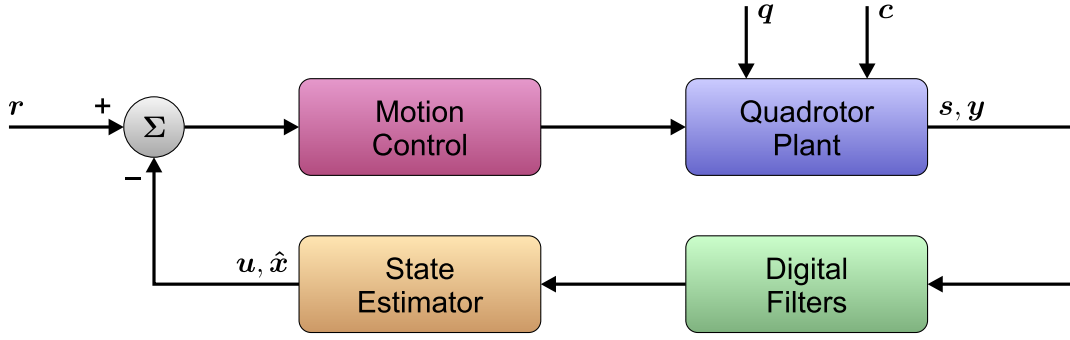 q
c
r
+
Σ
Motion
Control
Quadrotor
Plant
s, y
−
u, x̂
State
Estimator
Digital
Filters